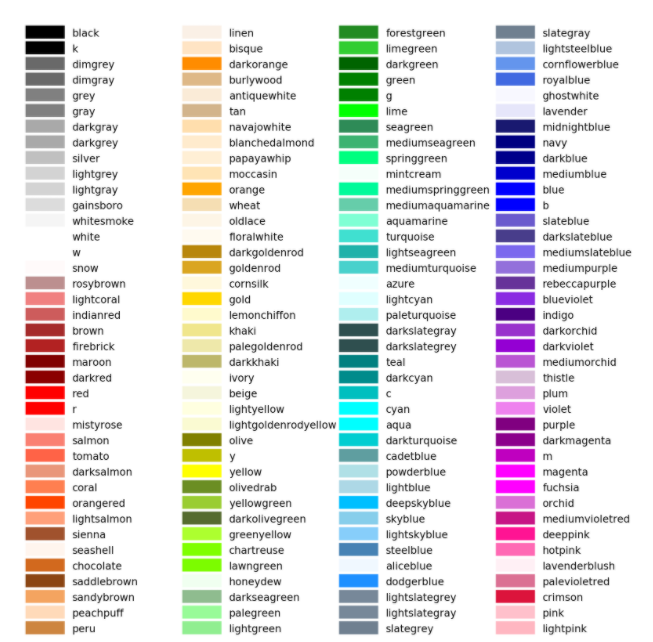 black
k
dimgrey
dimgray
grey
gray
darkgray
darkgrey
silver
lightgrey
lightgray
gainsboro
whitesmoke
white
w
snow
rosybrown
lightcoral
indianred
brown
firebrick
maroon
darkred
red
r
mistyrose
salmon
tomato
darksalmon
coral
orangered
lightsalmon
sienna
seashell
chocolate
saddlebrown
sandybrown
peachpuff
peru
linen
bisque
darkorange
burlywood
antiquewhite
tan
navajowhite
blanchedalmond
papayawhip
moccasin
orange
wheat
oldlace
floralwhite
darkgoldenrod
goldenrod
cornsilk
gold
lemonchiffon
khaki
palegoldenrod
darkkhaki
ivory
beige
lightyellow
lightgoldenrodyellow
olive
y
yellow
olivedrab
yellowgreen
darkolivegreen
greenyellow
chartreuse
lawngreen
honeydew
darkseagreen
palegreen
lightgreen
forestgreen
limegreen
darkgreen
green
g
lime
seagreen
mediumseagreen
springgreen
mintcream
mediumspringgreen
mediumaquamarine
aquamarine
turquoise
lightseagreen
mediumturquoise
azure
lightcyan
paleturquoise
darkslategray
darkslategrey
teal
darkcyan
c
cyan
aqua
darkturquoise
cadetblue
powderblue
lightblue
deepskyblue
skyblue
lightskyblue
steelblue
aliceblue
dodgerblue
lightslategrey
lightslategray
slategrey
slategray
lightsteelblue
cornflowerblue
royalblue
ghostwhite
lavender
midnightblue
navy
darkblue
mediumblue
blue
b
slateblue
darkslateblue
mediumslateblue
mediumpurple
rebeccapurple
blueviolet
indigo
darkorchid
darkviolet
mediumorchid
thistle
plum
violet
purple
darkmagenta
m
magenta
fuchsia
orchid
mediumvioletred
deeppink
hotpink
lavenderblush
palevioletred
crimson
pink
lightpink